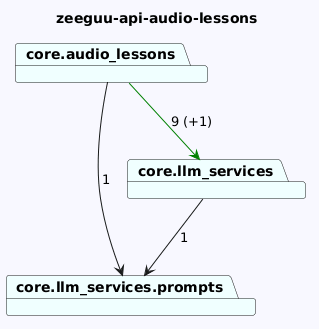 zeeguu-api-audio-lessons
core.audio_lessons
9 (+1)
core.llm_services
1
1
core.llm_services.prompts